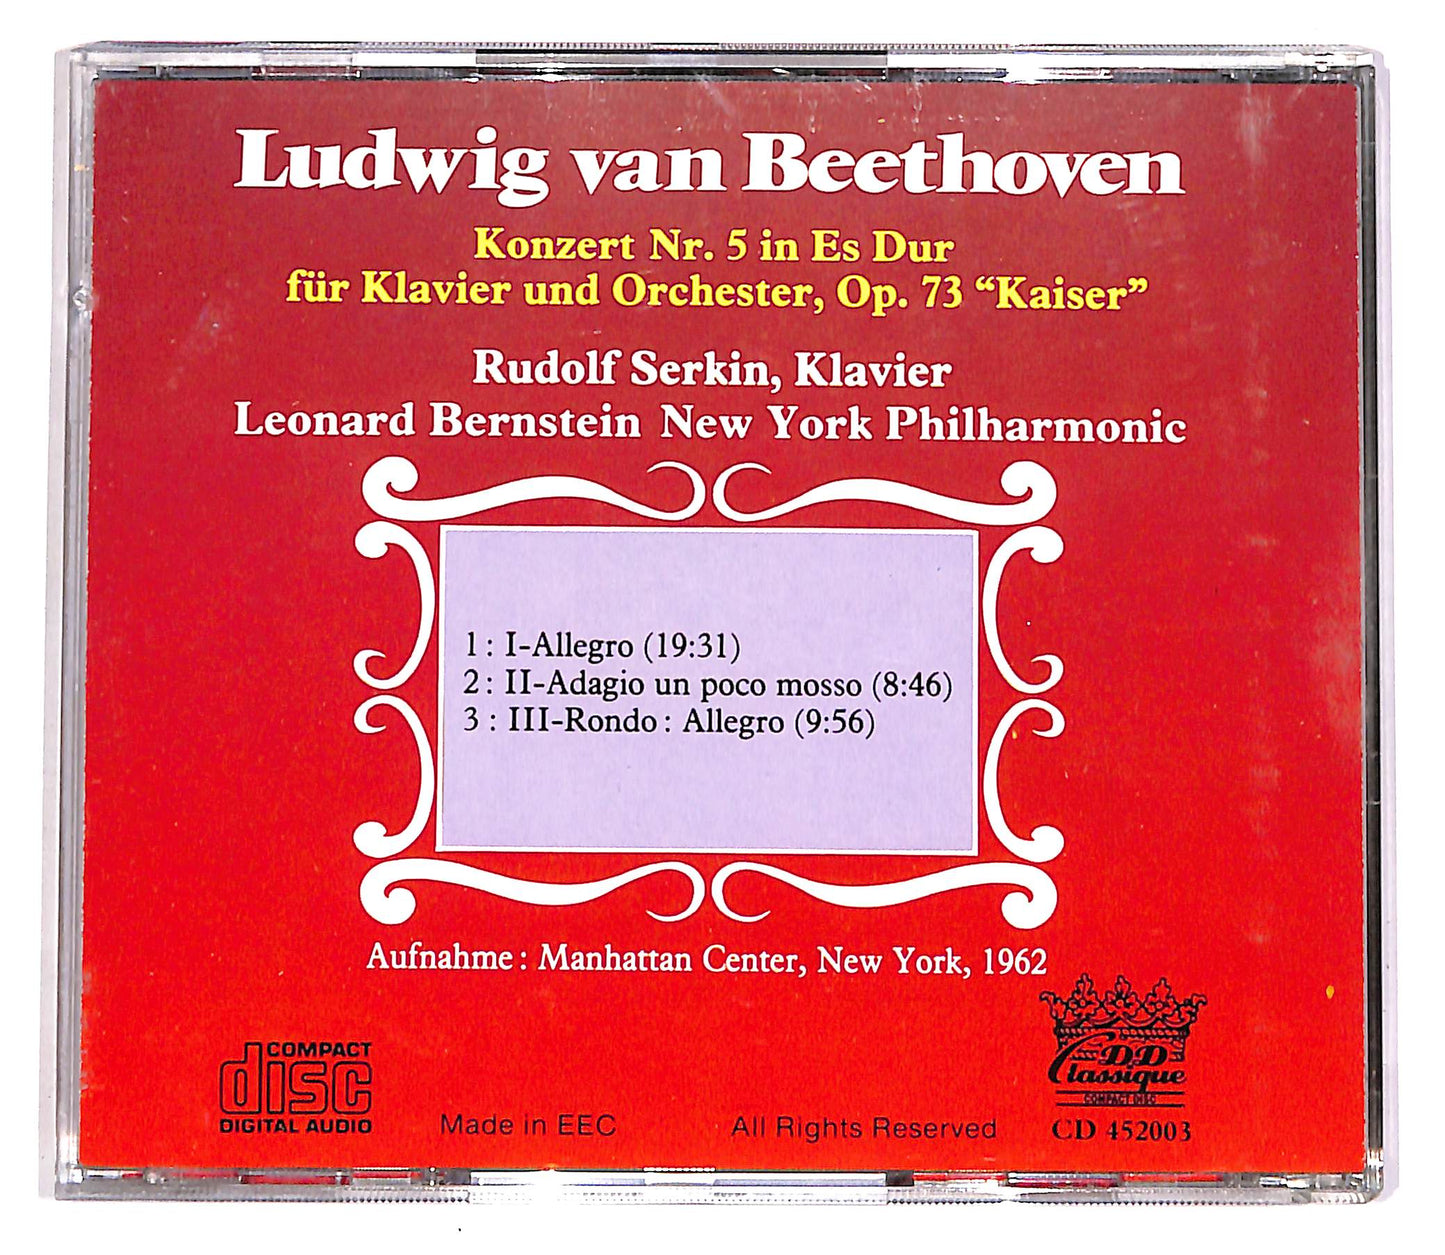 Ludwig van Beethoven
Konzert Nr. 5 in Es Dur
für Klavier und Orchester, Op. 73 “Kaiser”
Rudolf Serkin, Klavier
Leonard Bernstein New York Philharmonic
1 : I-Allegro (19:31)
2 : II-Adagio un poco mosso (8:46)
3 : III-Rondo : Allegro (9:56)
Aufnahme : Manhattan Center, New York, 1962
COMPACT
disc
DIGITAL AUDIO
Made in EEC
All Rights Reserved
DD
Classique
COMPACT DISC
CD 452003